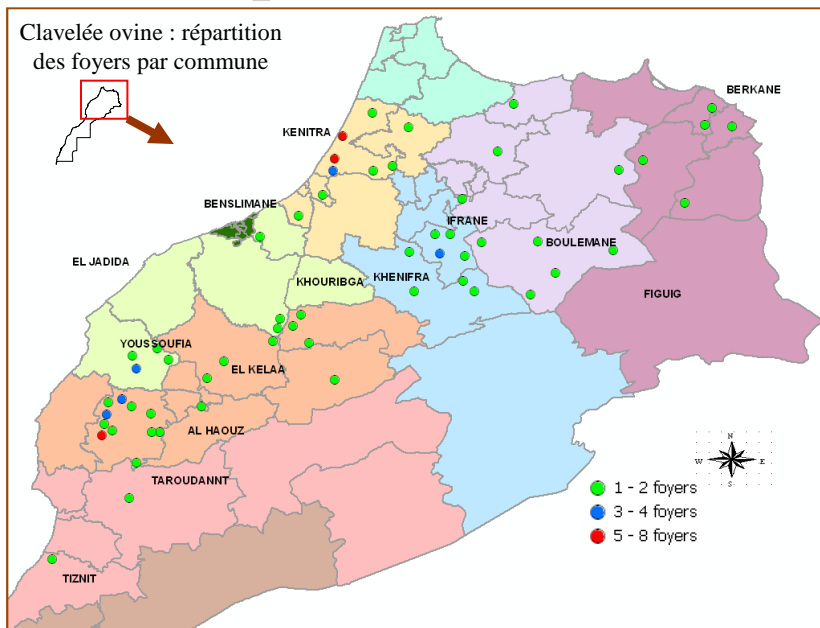 Clavelée ovine : répartition
des foyers par commune
BERKANE
KENITRA
BENSLIMANE
IFRANE
BOULEMANE
EL JADIDA
KHOURIBGA
KHENIFRA
FIGUIG
YOUSSOUFIA
EL KELAA
AL HAOUZ
N
W E
S
TAROUDANNT
1 - 2 foyers
3 - 4 foyers
5 - 8 foyers
TIZNIT